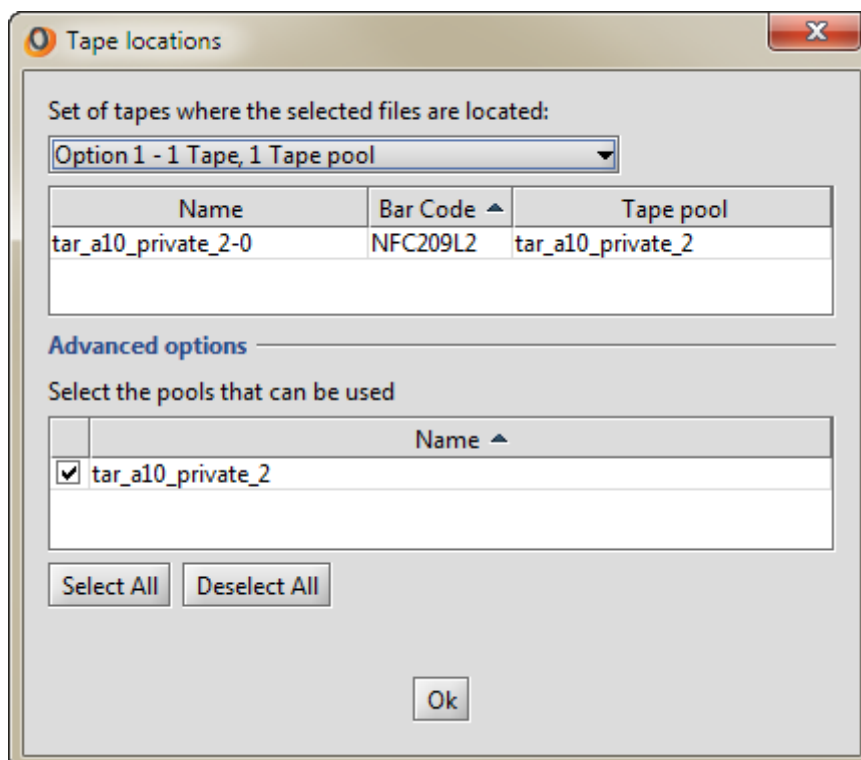 Tape locations
Set of tapes where the selected files are located:
Option 1 - 1 Tape, 1 Tape pool
Name Bar Code Tape pool
tar_a10_private_2-0 NFC209L2 tar_a10_private_2
Advanced options
Select the pools that can be used
Name
tar_a10_private_2
Select All Deselect All
Ok